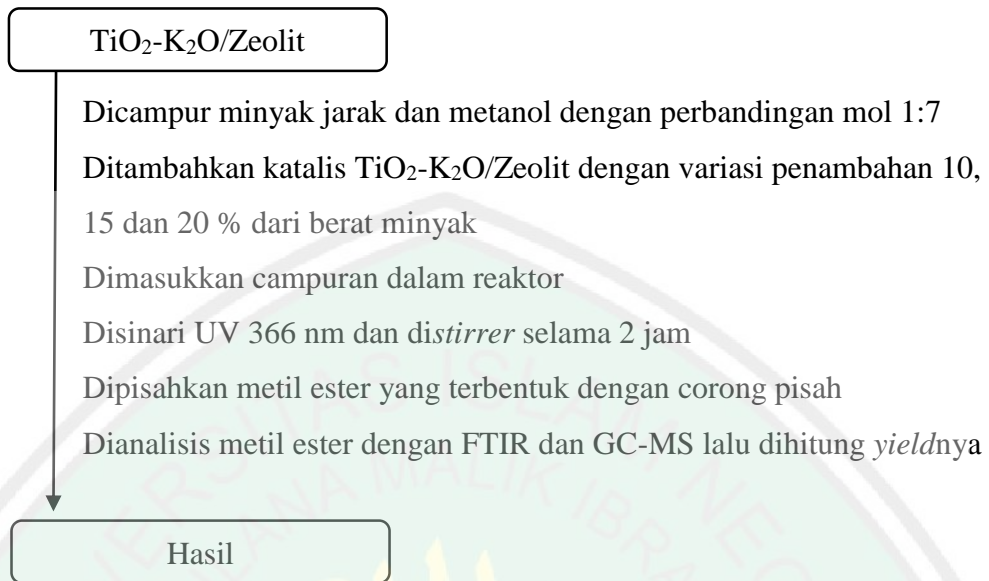 TiO₂-K₂O/Zeolit
Dicampur minyak jarak dan metanol dengan perbandingan mol 1:7
Ditambahkan katalis TiO₂-K₂O/Zeolit dengan variasi penambahan 10,
15 dan 20 % dari berat minyak
Dimasukkan campuran dalam reaktor
Disinari UV 366 nm dan distirrer selama 2 jam
Dipisahkan metil ester yang terbentuk dengan corong pisah
Dianalisis metil ester dengan FTIR dan GC-MS lalu dihitung yieldnya
Hasil